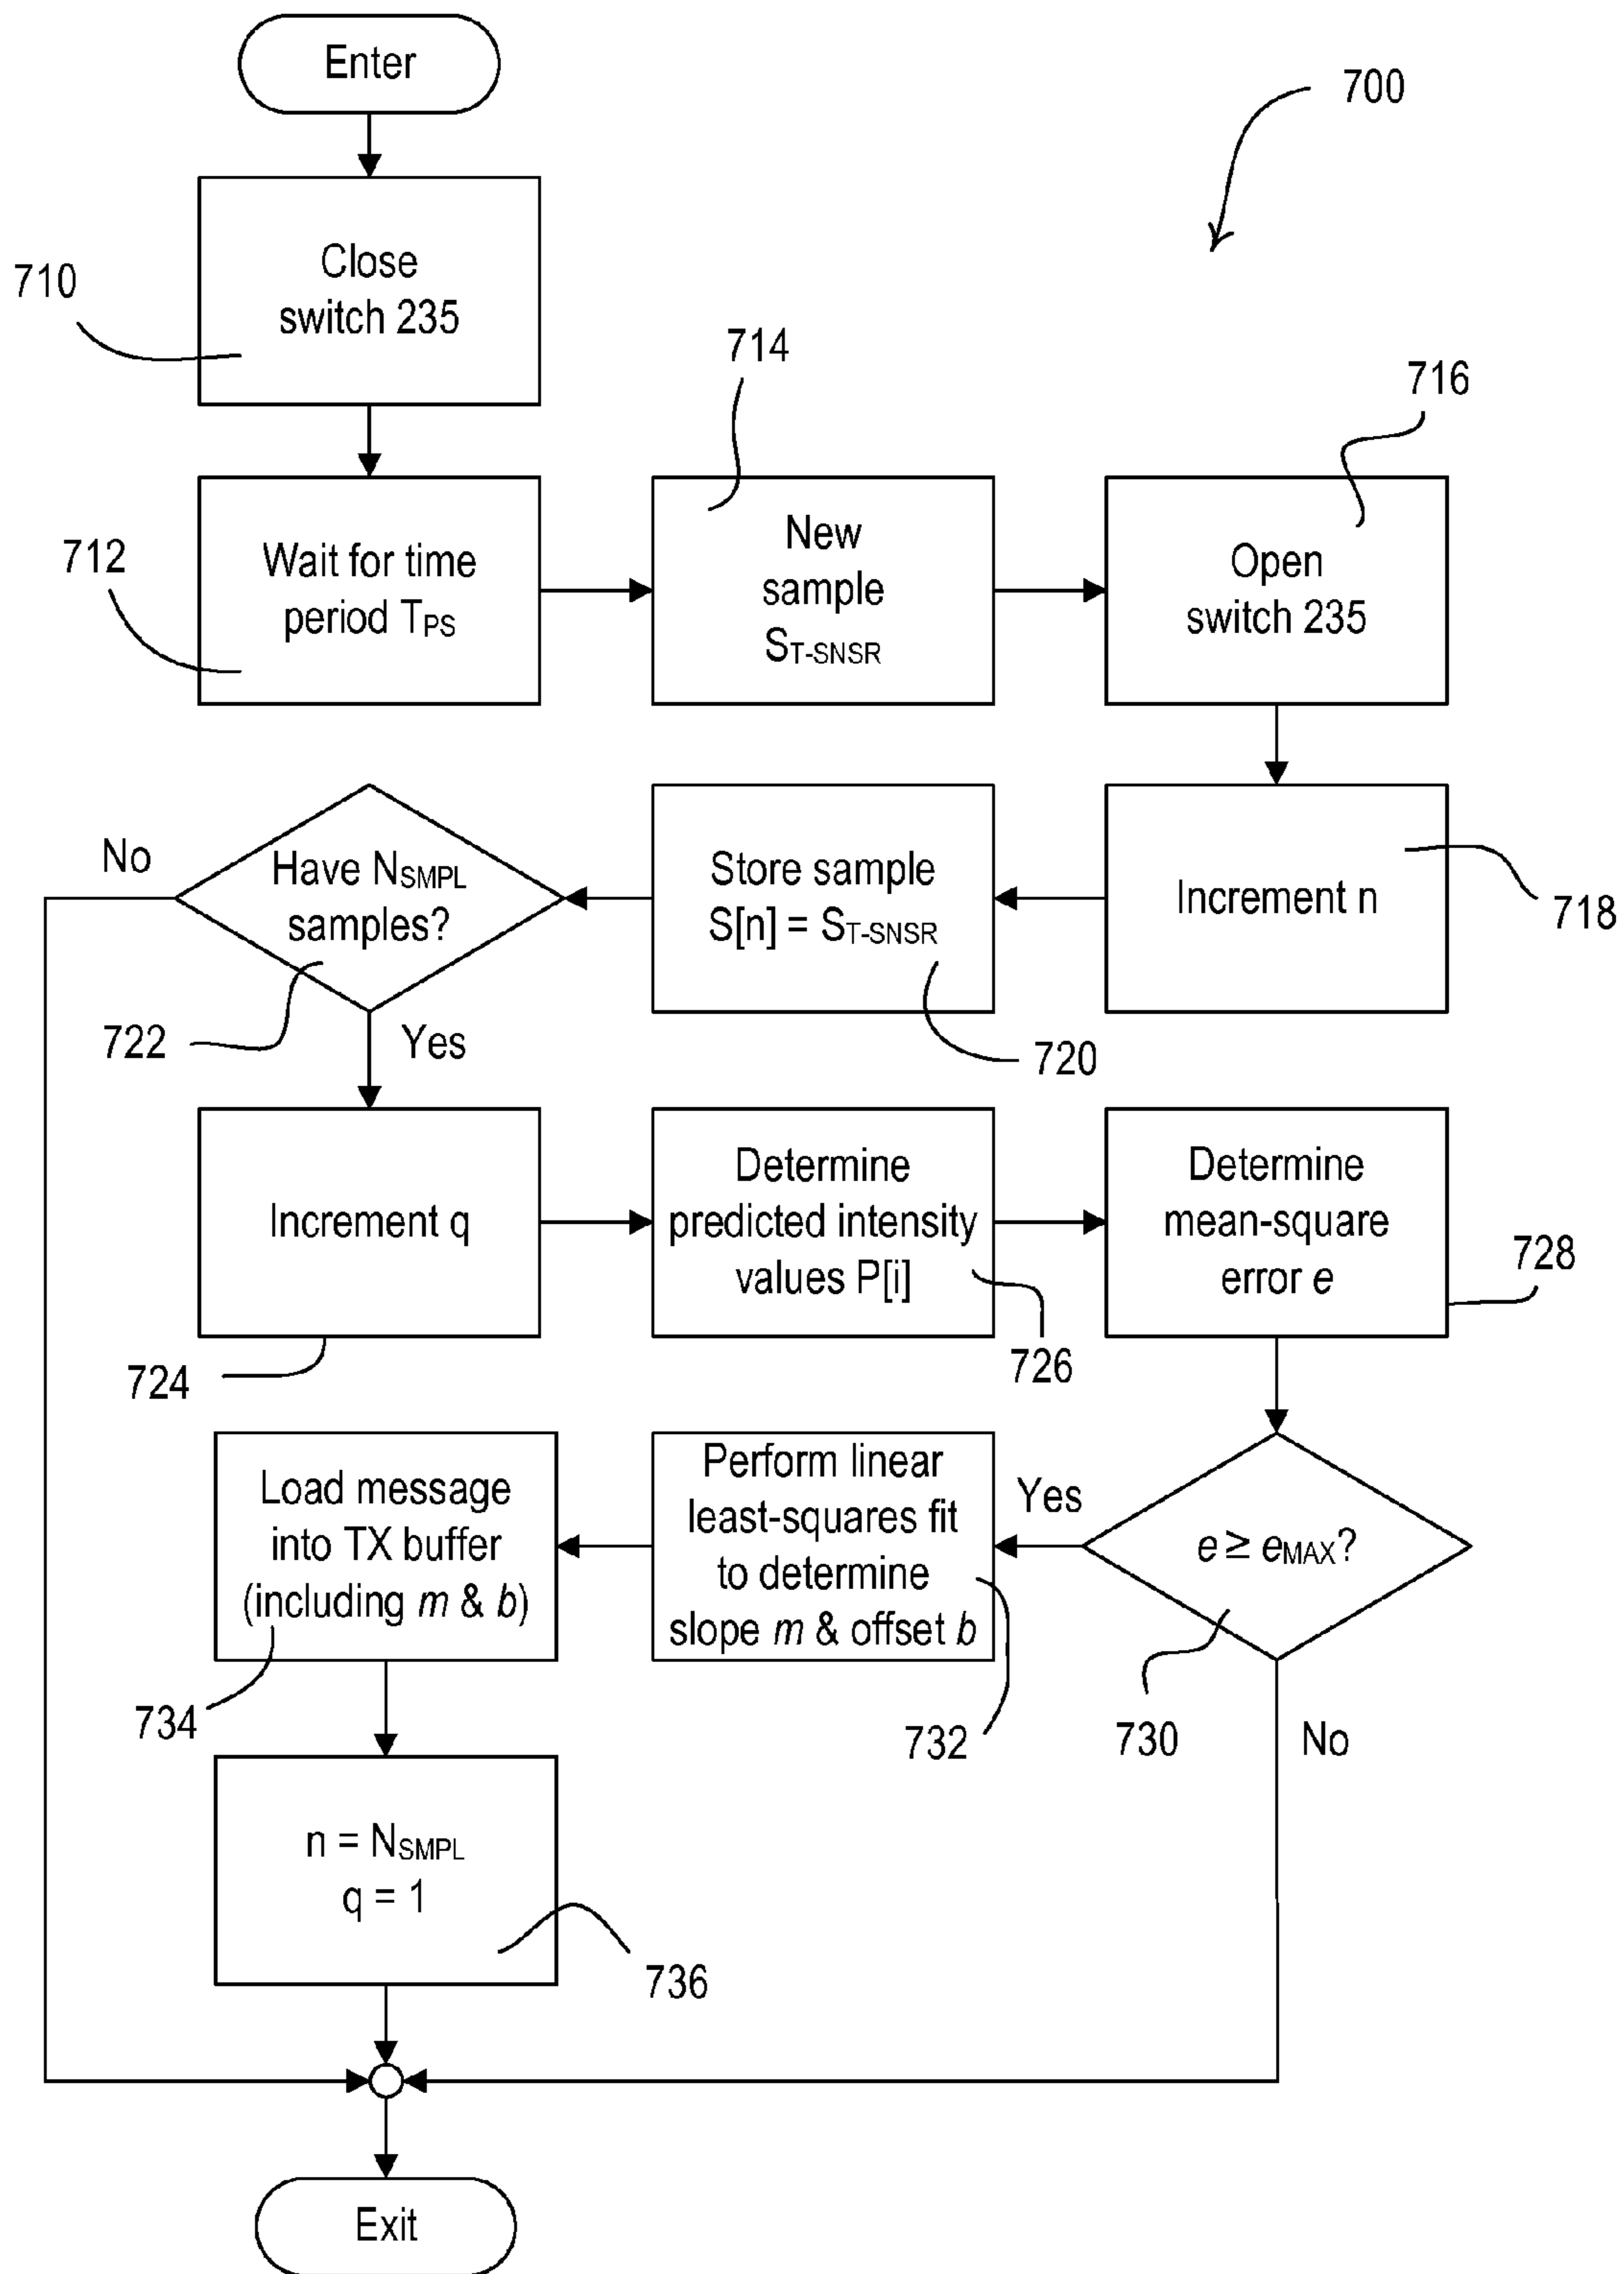 Enter
700
710
Close
switch 235
714
716
712
Wait for time
period TPS
New
sample
ST-SNSR
Open
switch 235
No
Have NSMPL
samples?
Store sample
S[n] = ST-SNSR
Increment n
718
722
Yes
720
Increment q
Determine
predicted intensity
values P[i]
Determine
mean-square
error e
728
724
726
Load message
into TX buffer
(including m & b)
Perform linear
least-squares fit
to determine
slope m & offset b
Yes
e ≥ eMAX?
734
732
730
No
n = NSMPL
q = 1
736
Exit